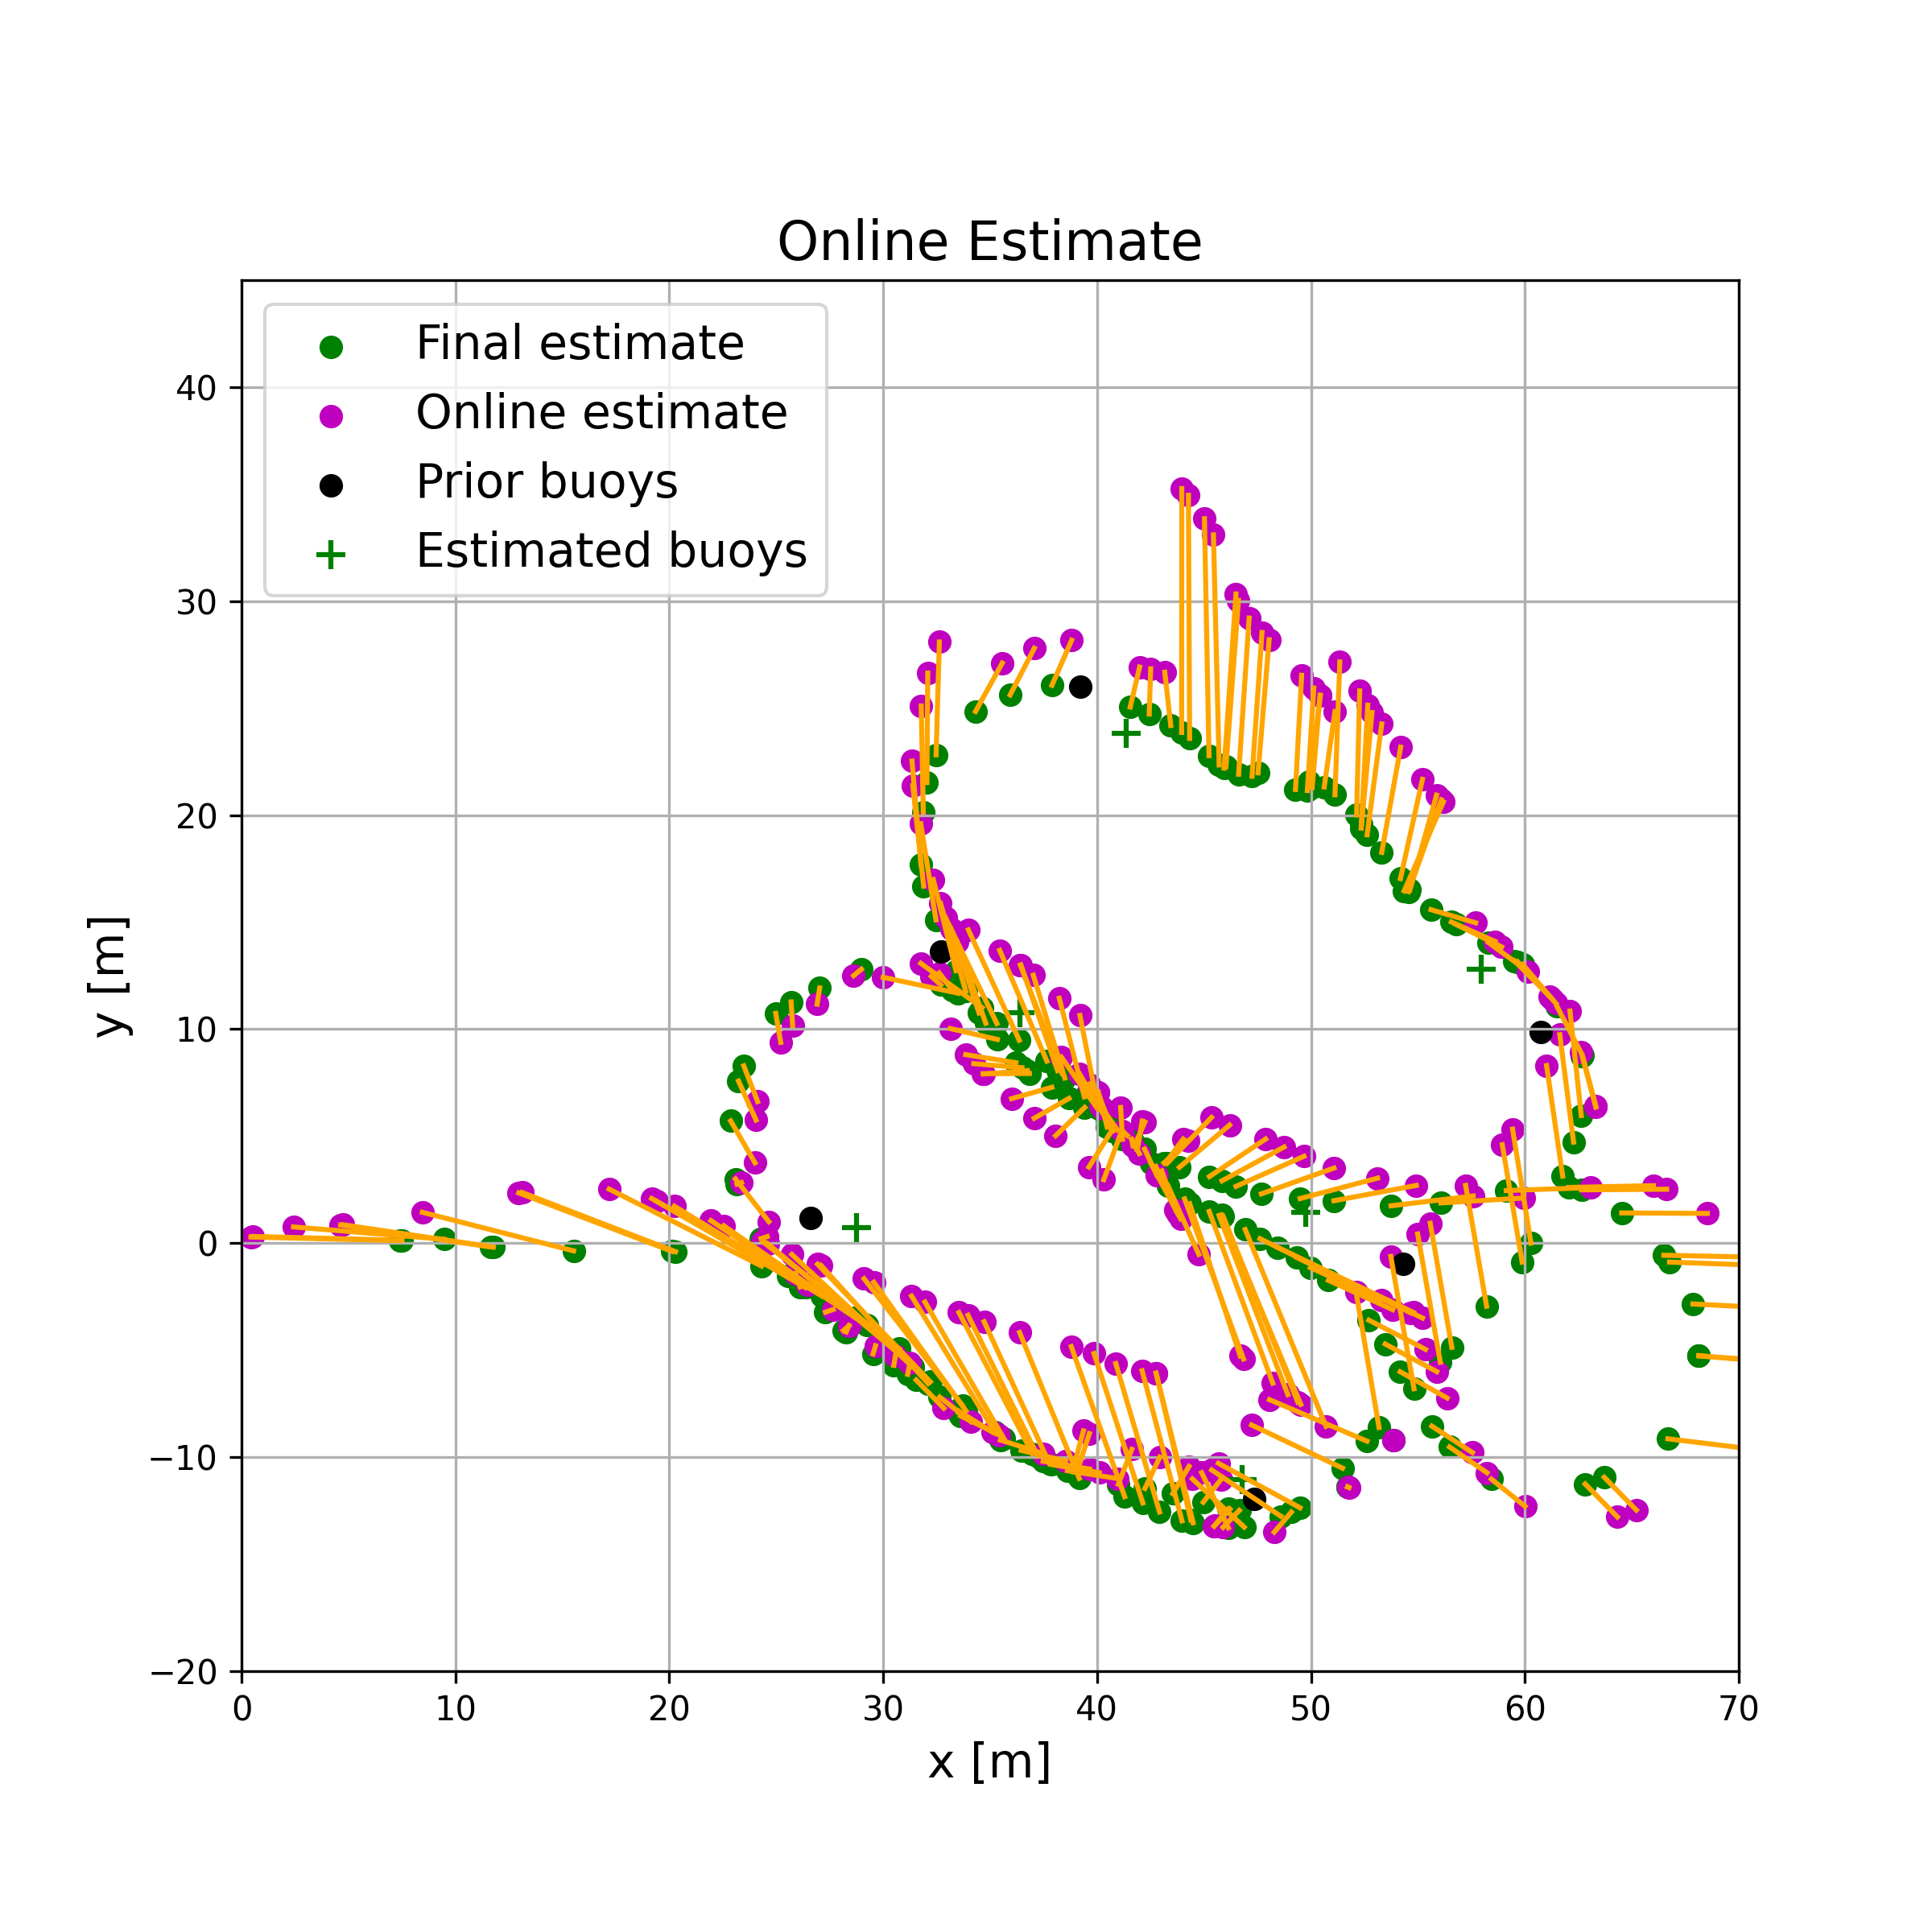 Online Estimate
Final estimate
Online estimate
Prior buoys
Estimated buoys
y [m]
40
30
20
10
0
−10
−20
0 10 20 30 40 50 60 70
x [m]